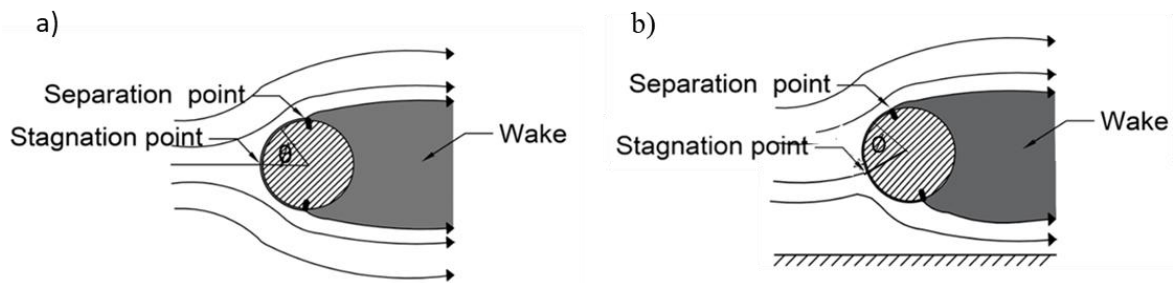 a)
Separation point
Stagnation point
θ
Wake
b)
Separation point
Stagnation point
θ
Wake